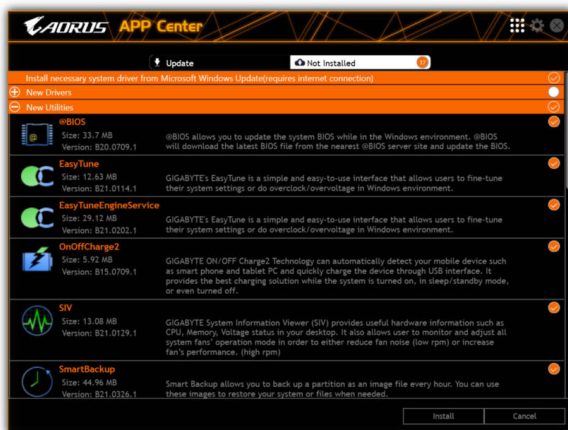 AORUS APP Center
Update
Not Installed
Install necessary system driver from Microsoft Windows Update(requires internet connection)
New Drivers
New Utilities
@BIOS
Size: 33.7 MB
Version: B20.0709.1
@BIOS allows you to update the system BIOS while in the Windows environment. @BIOS
will download the latest BIOS file from the nearest @BIOS server site and update the BIOS.
EasyTune
Size: 12.63 MB
Version: B21.0114.1
GIGABYTE's EasyTune is a simple and easy-to-use interface that allows users to fine-tune
their system settings or do overclock/overvoltage in Windows environment.
EasyTuneEngineService
Size: 29.12 MB
Version: B21.0202.1
GIGABYTE's EasyTune is a simple and easy-to-use interface that allows users to fine-tune
their system settings or do overclock/overvoltage in Windows environment.
OnOffCharge2
Size: 5.92 MB
Version: B15.0709.1
GIGABYTE ON/OFF Charge2 Technology can automatically detect your mobile device such
as smart phone and tablet PC and quickly charge the device through USB interface. It
provides the best charging solution while the system is turned on, in sleep/standby mode,
or even turned off.
SIV
Size: 13.08 MB
Version: B21.0129.1
GIGABYTE System Information Viewer (SIV) provides useful hardware information such as
CPU, Memory, Voltage status in your desktop. It also allows user to monitor and adjust all
system fans' operation mode in order to either reduce fan noise (low rpm) or increase
fan's performance. (high rpm)
SmartBackup
Size: 44.96 MB
Version: B21.0326.1
Smart Backup allows you to back up a partition as an image file every hour. You can use
these images to restore your system or files when needed.
Install
Cancel